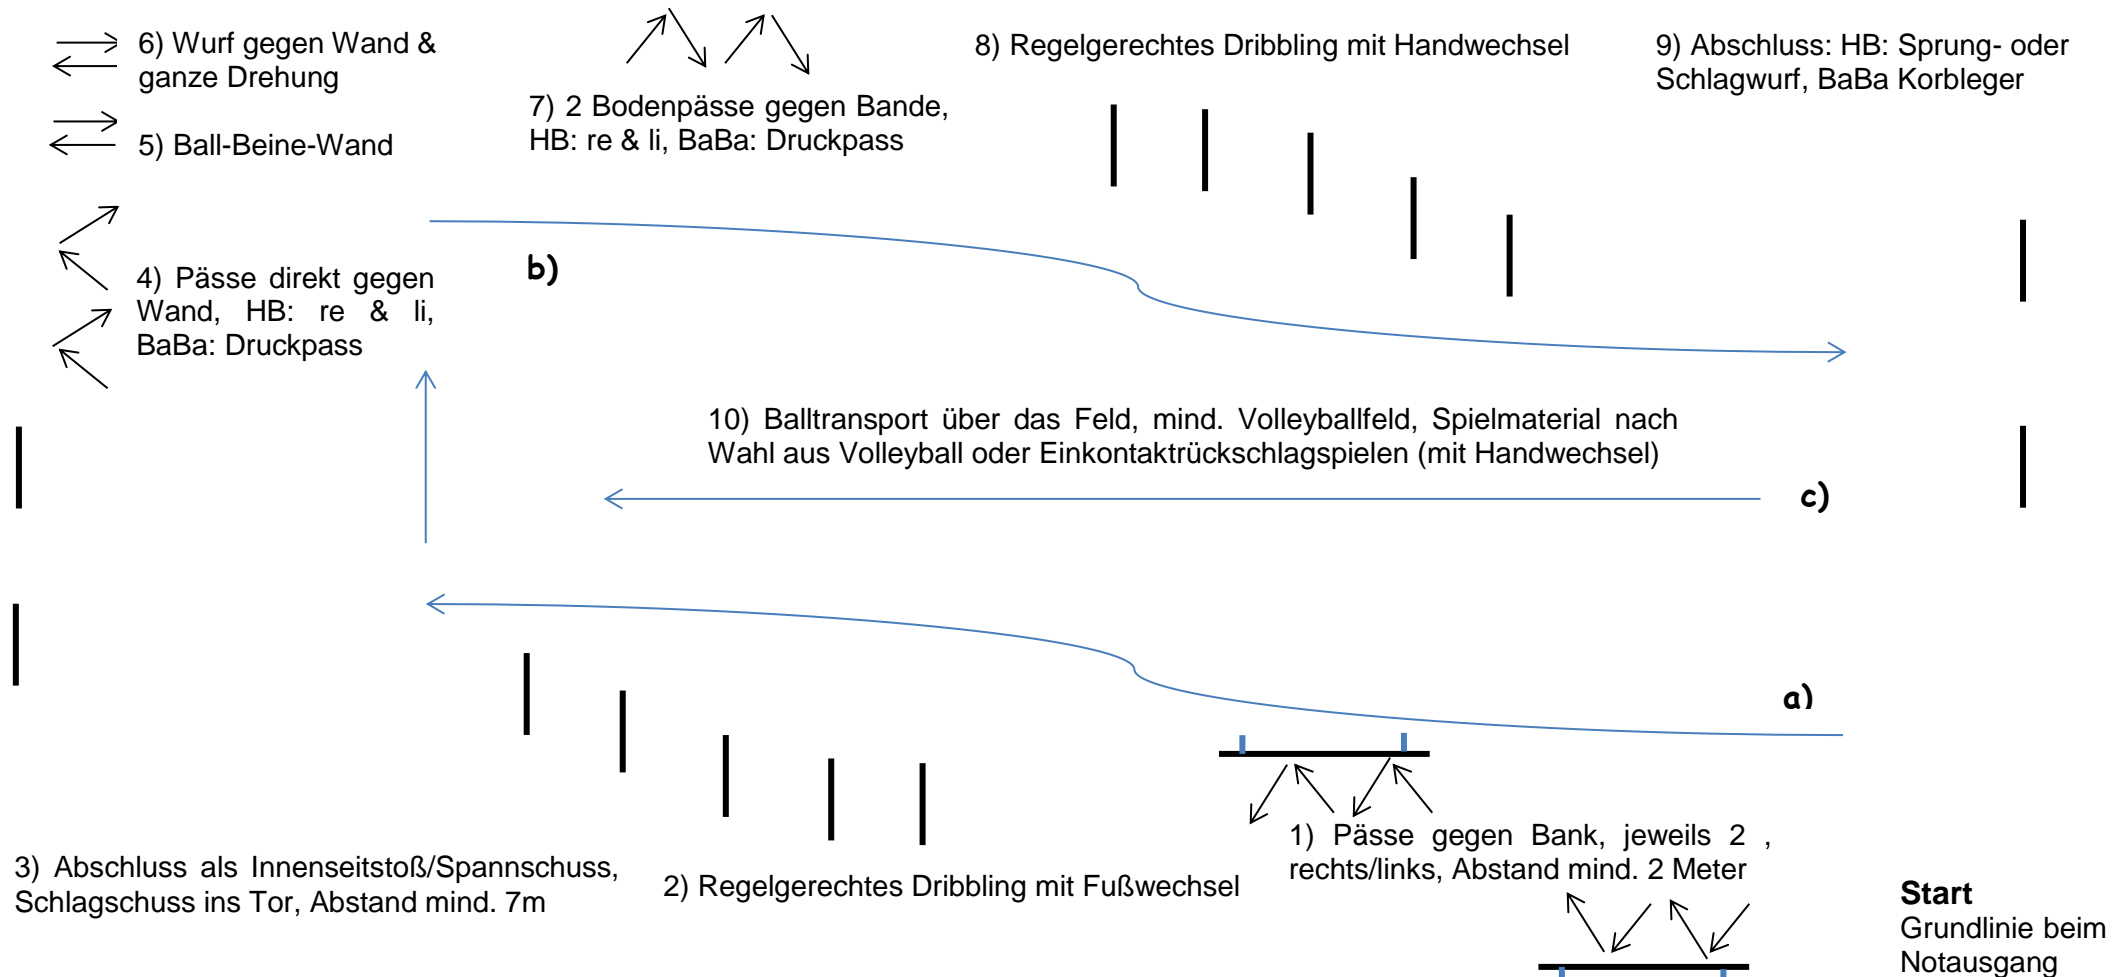 6) Wurf gegen Wand &
ganze Drehung
5) Ball-Beine-Wand
4) Pässe direkt gegen
Wand, HB: re & li,
BaBa: Druckpass
7) 2 Bodenpässe gegen Bande,
HB: re & li, BaBa: Druckpass
8) Regelgerechtes Dribbling mit Handwechsel
9) Abschluss: HB: Sprung- oder
Schlagwurf, BaBa Korbleger
b)
10) Balltransport über das Feld, mind. Volleyballfeld, Spielmaterial nach
Wahl aus Volleyball oder Einkontaktrückschlagspielen (mit Handwechsel)
c)
a)
3) Abschluss als Innenseitstoß/Spannschuss,
Schlagschuss ins Tor, Abstand mind. 7m
2) Regelgerechtes Dribbling mit Fußwechsel
1) Pässe gegen Bank, jeweils 2 ,
rechts/links, Abstand mind. 2 Meter
Start
Grundlinie beim
Notausgang